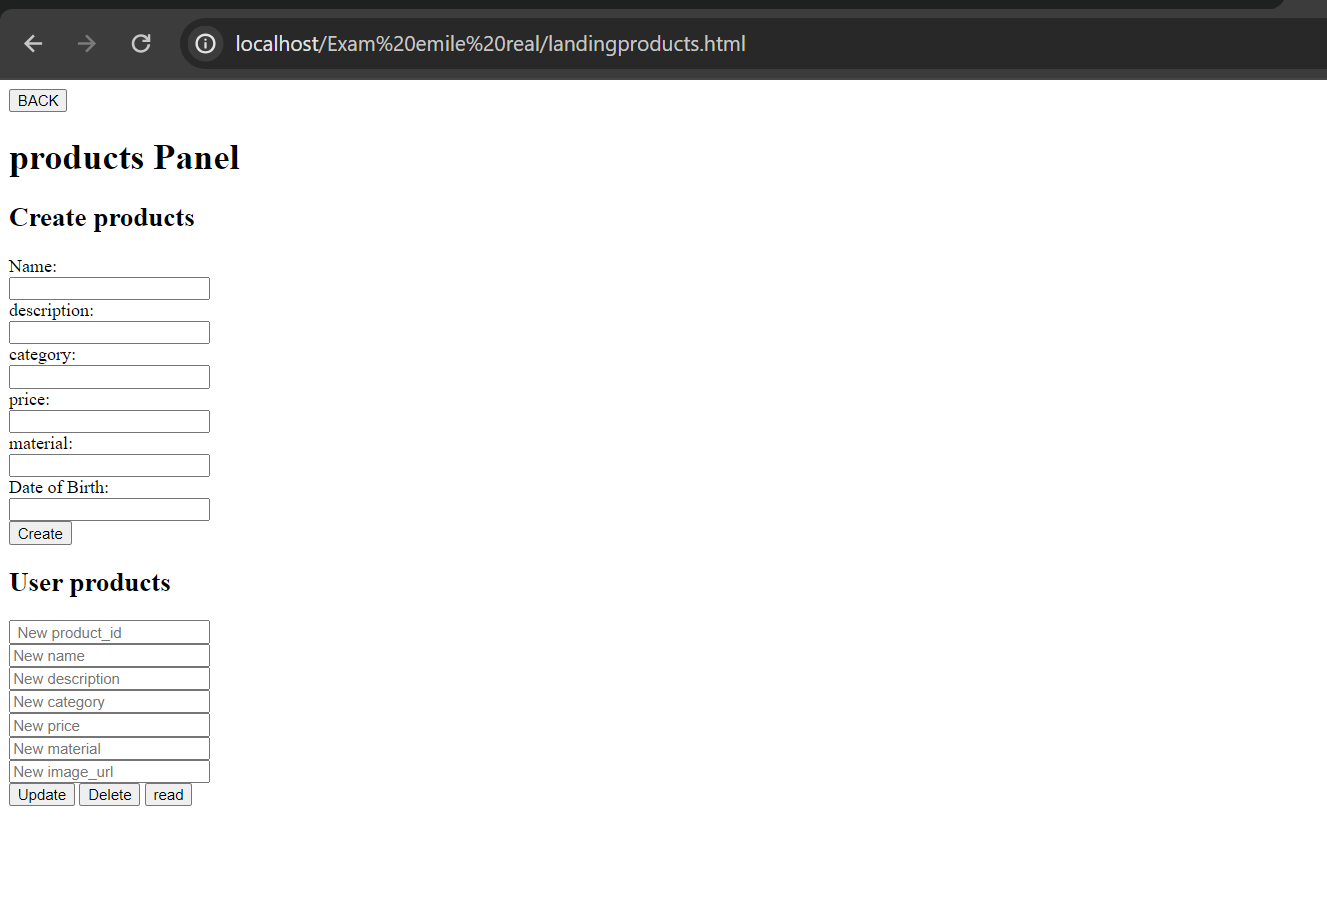 localhost/Exam%20emile%20real/landingproducts.html
BACK
products Panel
Create products
Name:
description:
category:
price:
material:
Date of Birth:
Create
User products
New product_id
New name
New description
New category
New price
New material
New image_url
Update Delete read